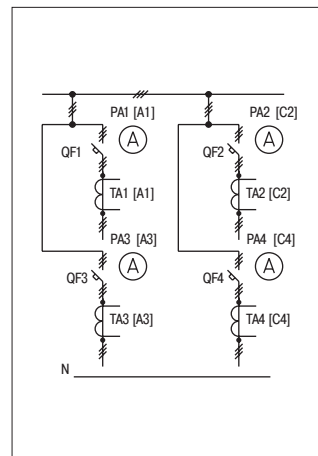 PA1 [A1] PA2 [C2]
A A
QF1 QF2
TA1 [A1] TA2 [C2]
PA3 [A3] PA4 [C4]
A A
QF3 QF4
TA3 [A3] TA4 [C4]
N